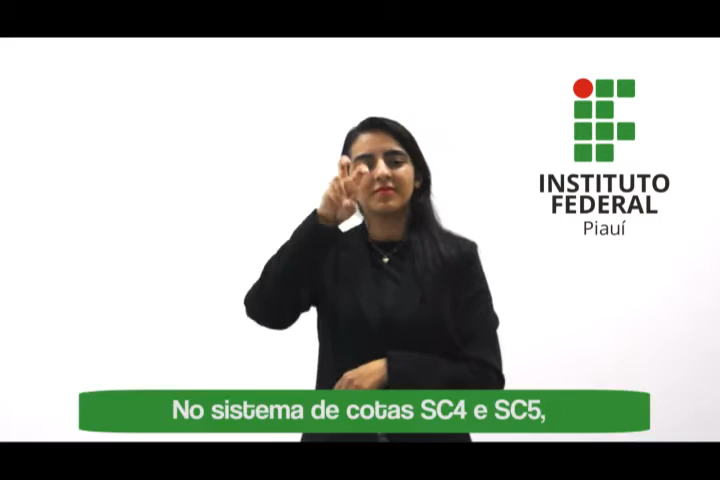 INSTITUTO
FEDERAL
Piauí
No sistema de cotas SC4 e SC5,